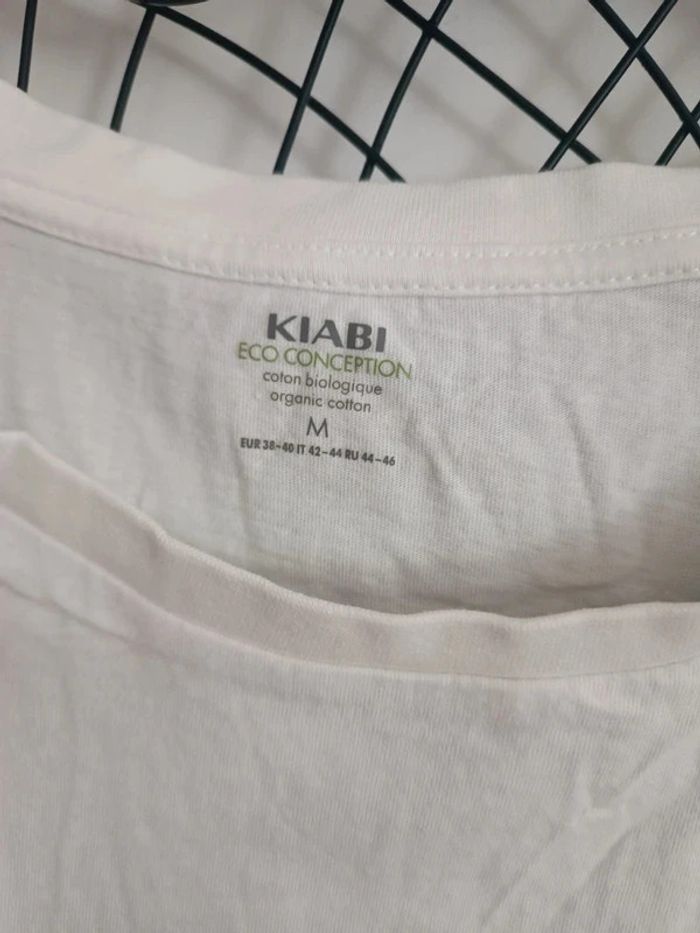 KIABI
ECO CONCEPTION
coton biologique
organic cotton
M
EUR 38-40 IT 42-44 RU 44-46